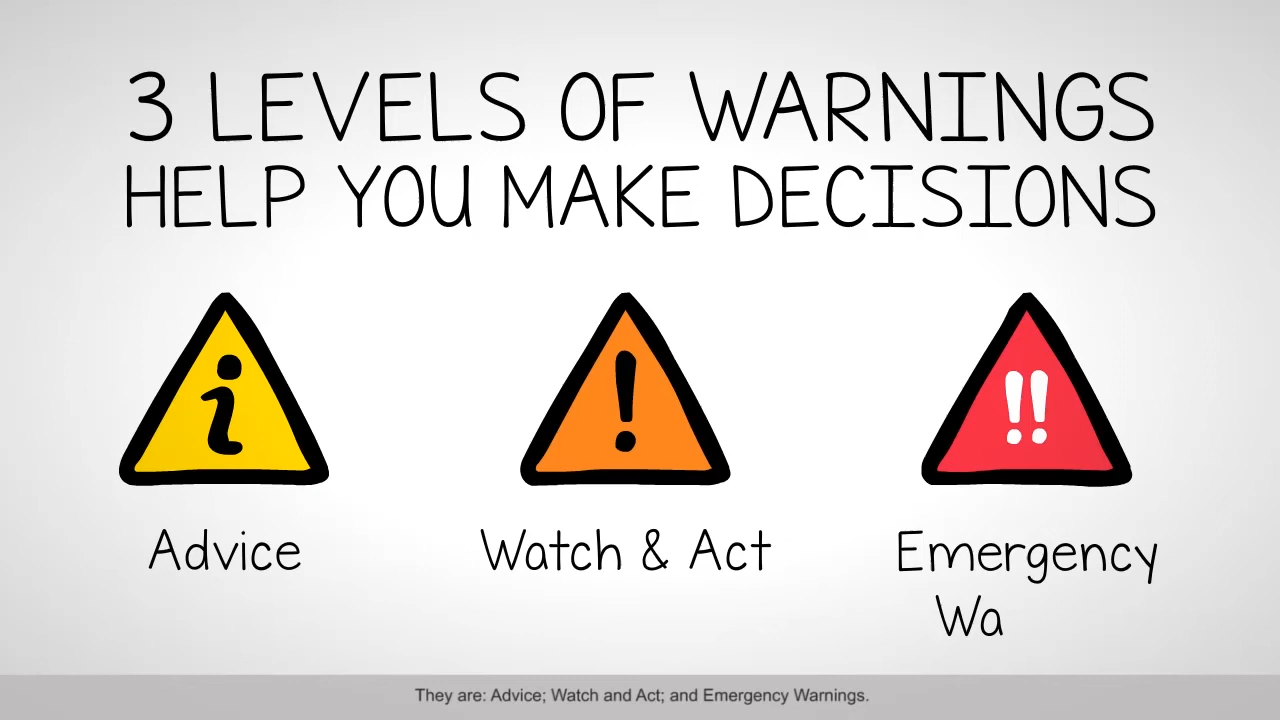 3 LEVELS OF WARNINGS
HELP YOU MAKE DECISIONS
i
!
!!
Advice
Watch & Act
Emergency
Wa
They are: Advice; Watch and Act; and Emergency Warnings.